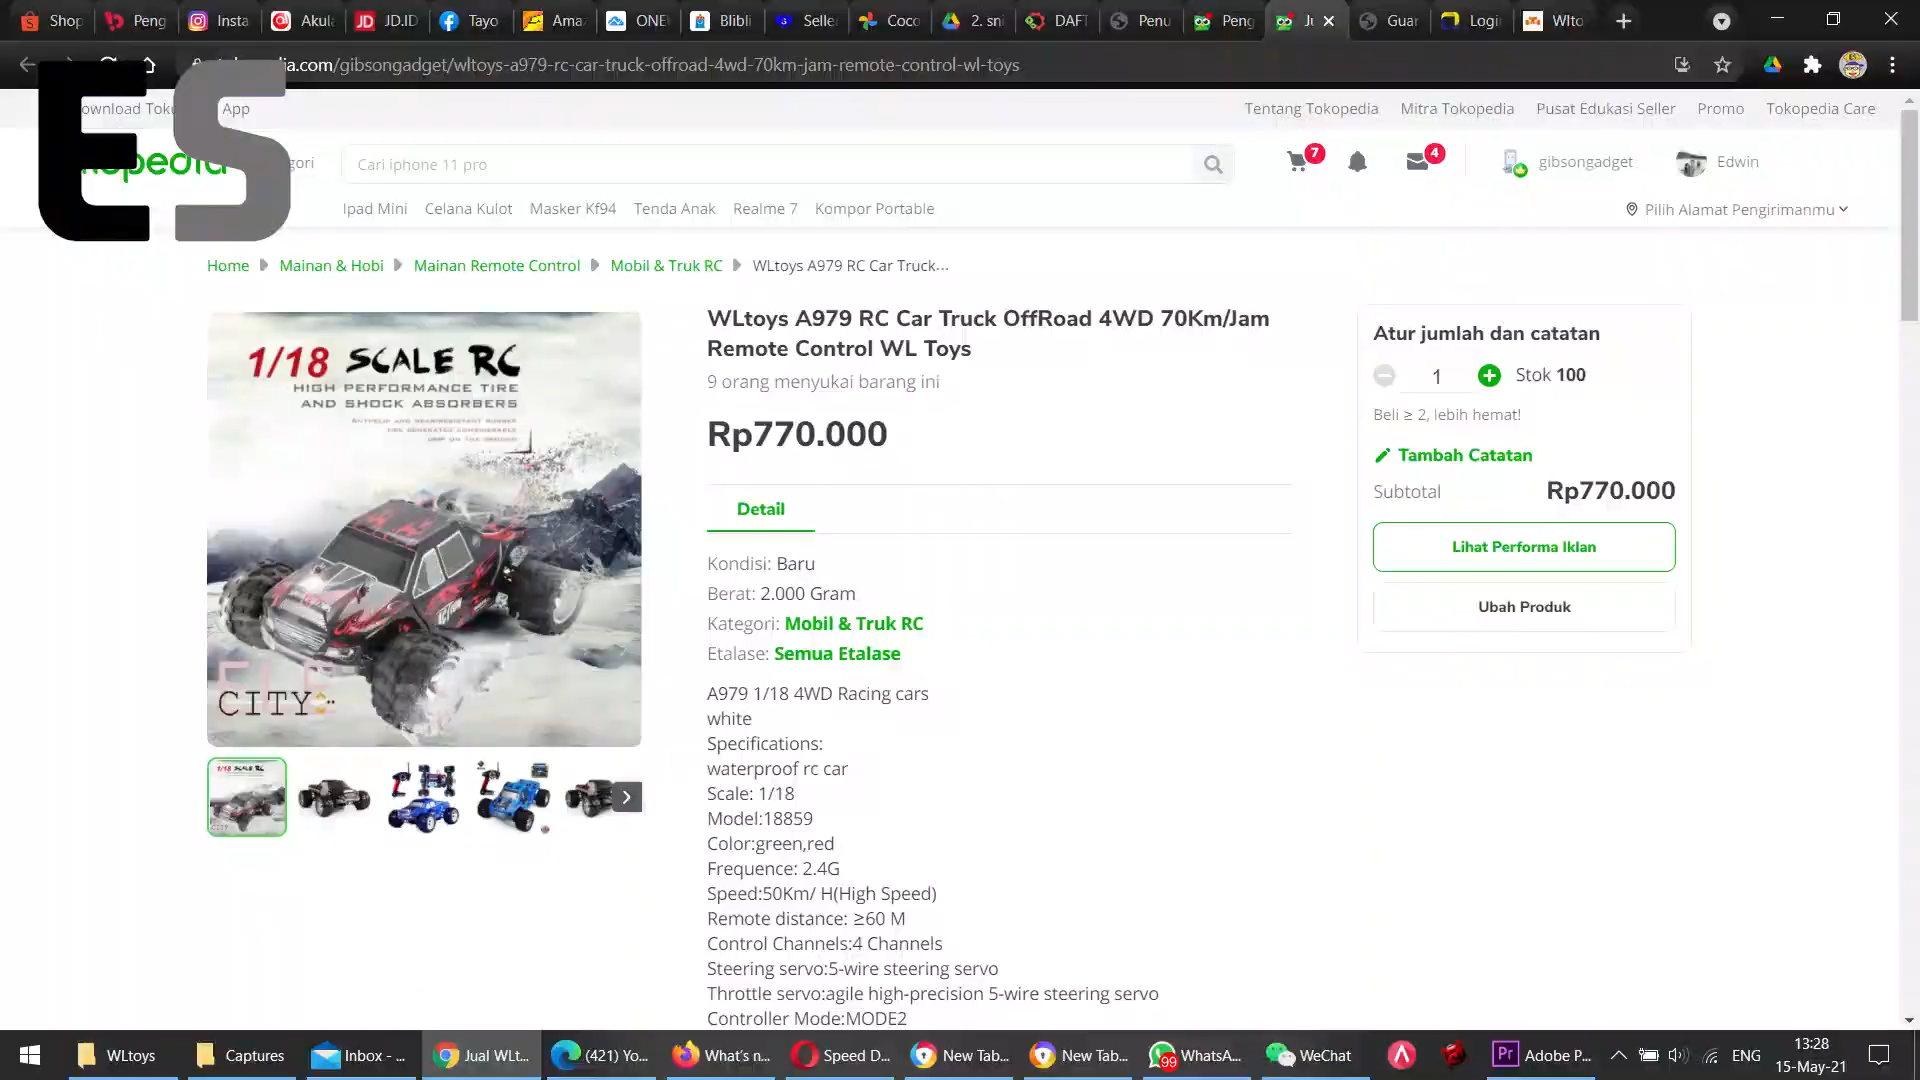 Shop
Peng
Insta
Akula
JD.ID
Tayo
Ama
ONE
Blibli
Selle
Coco
2. sni
DAFT
Penu
Peng
Ju
Guar
Login
Wlto
ia.com/gibsongadget/wltoys-a979-rc-car-truck-offroad-4wd-70km-jam-remote-control-wl-toys
ES
ownload Tok App
Tentang Tokopedia Mitra Tokopedia Pusat Edukasi Seller Promo Tokopedia Care
opedia gori
Cari iphone 11 pro
7 4 gibsongadget Edwin
Ipad Mini Celana Kulot Masker Kf94 Tenda Anak Realme 7 Kompor Portable
Pilih Alamat Pengirimanmu
Home Mainan & Hobi Mainan Remote Control Mobil & Truk RC WLtoys A979 RC Car Truck...
1/18 SCALE RC
HIGH PERFORMANCE TIRE
AND SHOCK ABSORBERS
ELE
CITY
WLtoys A979 RC Car Truck OffRoad 4WD 70Km/Jam
Remote Control WL Toys
9 orang menyukai barang ini
Rp770.000
Detail
Kondisi: Baru
Berat: 2.000 Gram
Kategori: Mobil & Truk RC
Etalase: Semua Etalase
A979 1/18 4WD Racing cars
white
Specifications:
waterproof rc car
Scale: 1/18
Model:18859
Color:green,red
Frequence: 2.4G
Speed:50Km/ H(High Speed)
Remote distance: ≥60 M
Control Channels:4 Channels
Steering servo:5-wire steering servo
Throttle servo:agile high-precision 5-wire steering servo
Controller Mode:MODE2
Atur jumlah dan catatan
1 Stok 100
Beli ≥ 2, lebih hemat!
Tambah Catatan
Subtotal Rp770.000
Lihat Performa Iklan
Ubah Produk
WLtoys
Captures
Inbox - ...
Jual WLt...
(421) Yo...
What's n...
Speed D...
New Tab...
New Tab...
99 WhatsA...
WeChat
Pr Adobe P...
ENG
13:28
15-May-21